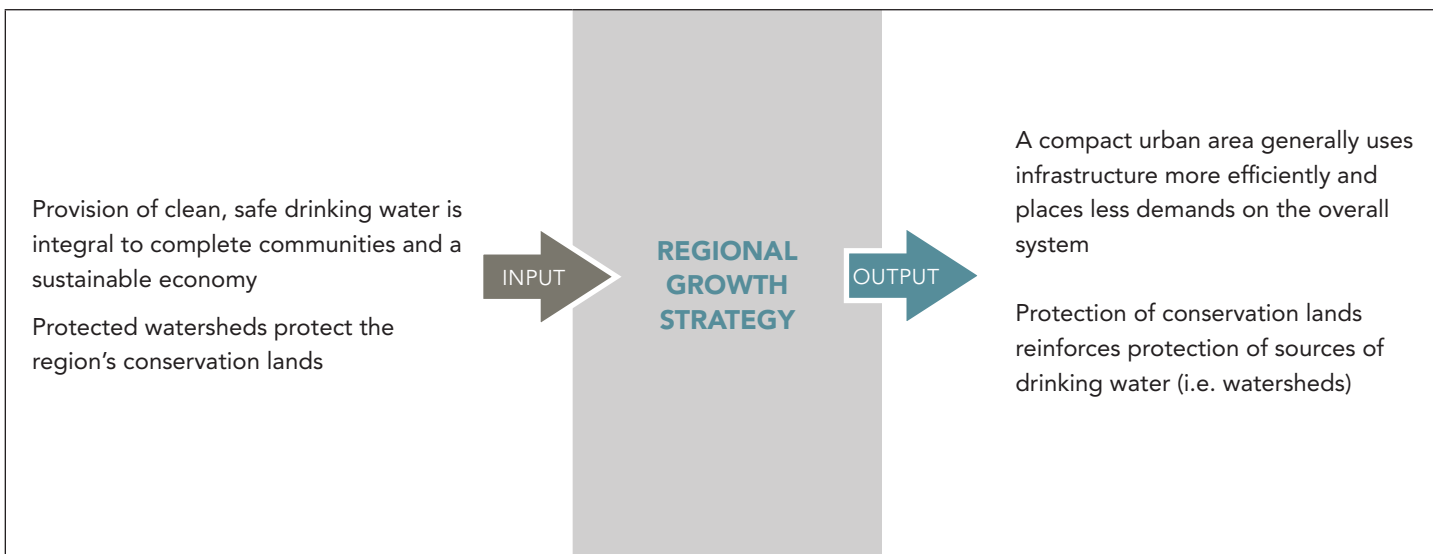 Provision of clean, safe drinking water is
integral to complete communities and a
sustainable economy
Protected watersheds protect the
region's conservation lands
INPUT
REGIONAL
GROWTH
STRATEGY
OUTPUT
A compact urban area generally uses
infrastructure more efficiently and
places less demands on the overall
system
Protection of conservation lands
reinforces protection of sources of
drinking water (i.e. watersheds)